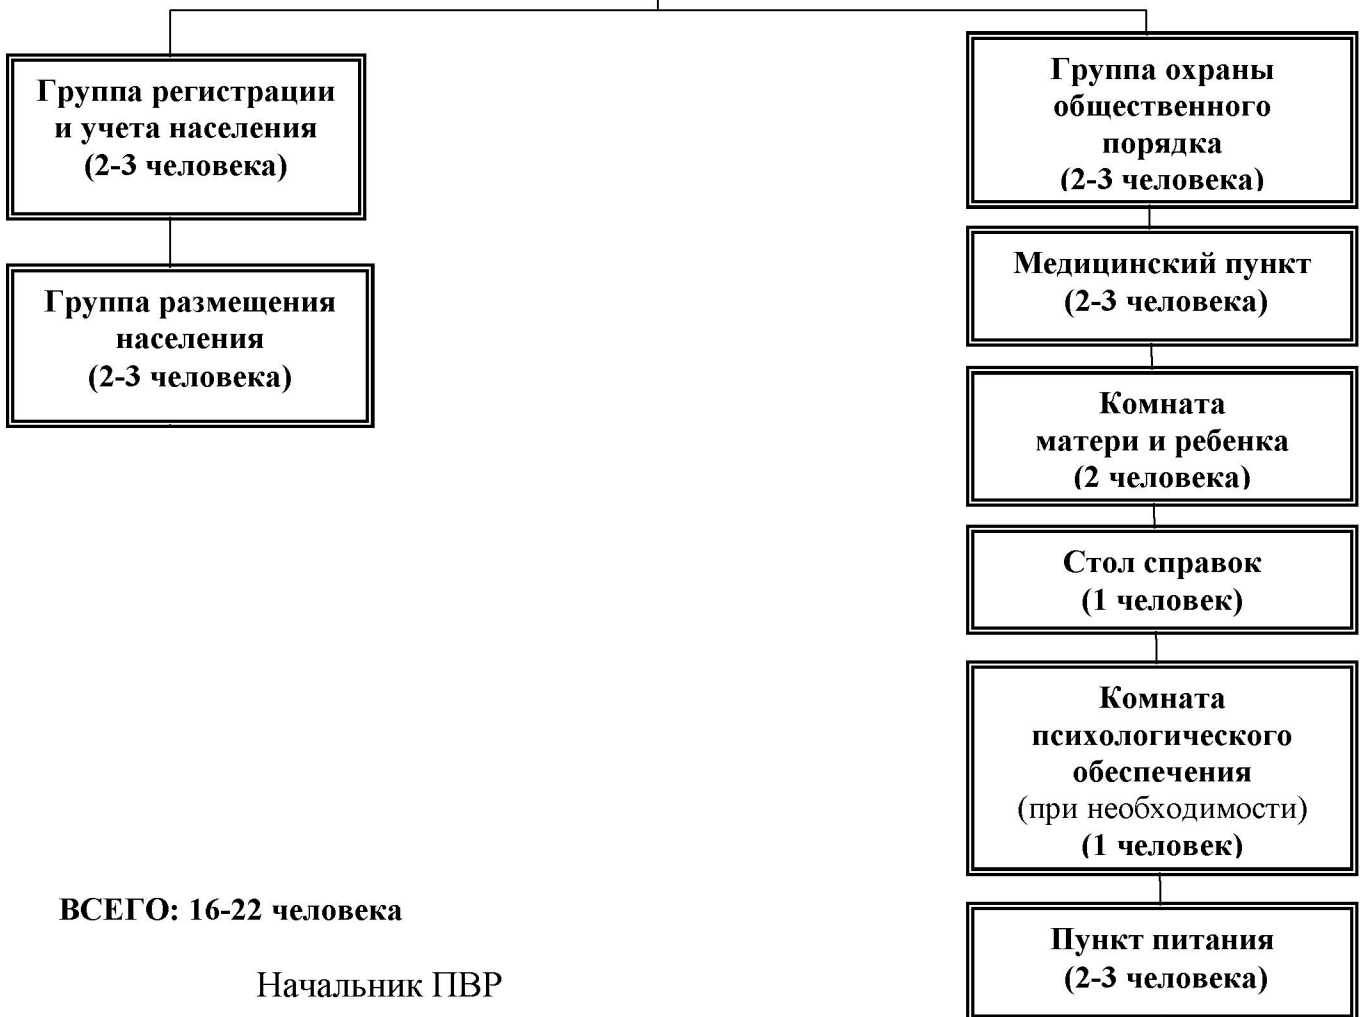 Группа регистрации
и учета населения
(2-3 человека)
Группа размещения
населения
(2-3 человека)
Группа охраны
общественного
порядка
(2-3 человека)
Медицинский пункт
(2-3 человека)
Комната
матери и ребенка
(2 человека)
Стол справок
(1 человек)
Комната
психологического
обеспечения
(при необходимости)
(1 человек)
Пункт питания
(2-3 человека)
ВСЕГО: 16-22 человека
Начальник ПВР